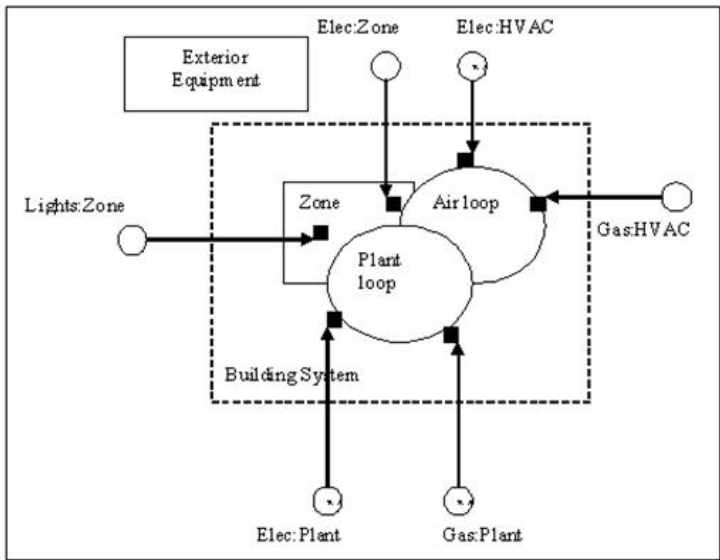 Elec:Zone
Elec:HVAC
Exterior
Equipment
Lights:Zone
Zone
Air loop
Gas:HVAC
Plant
loop
Building System
Elec:Plant
Gas:Plant